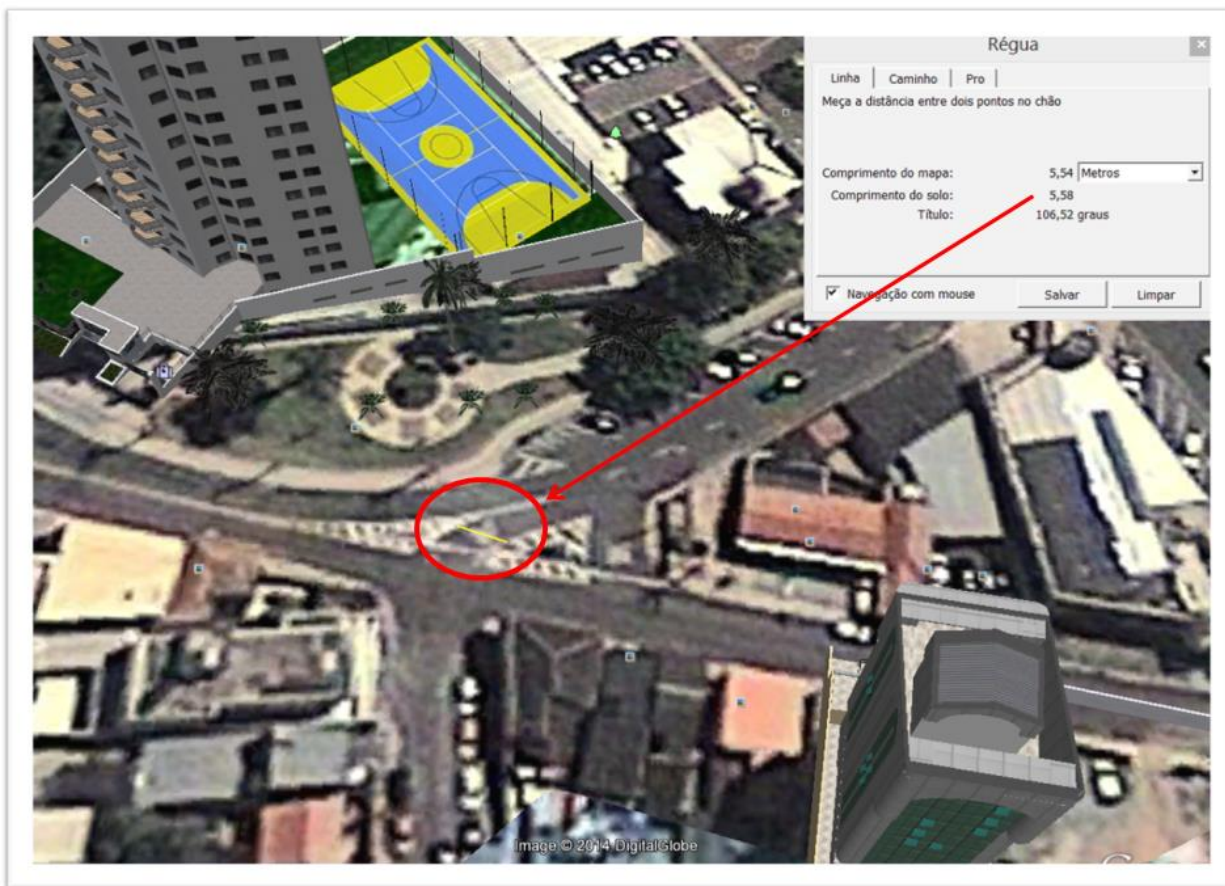 Régua
Linha Caminho Pro
Meça a distância entre dois pontos no chão
Comprimento do mapa: 5,54 Metros
Comprimento do solo: 5,58
Título: 106,52 graus
Navegação com mouse Salvar Limpar
Image © 2014 DigitalGlobe